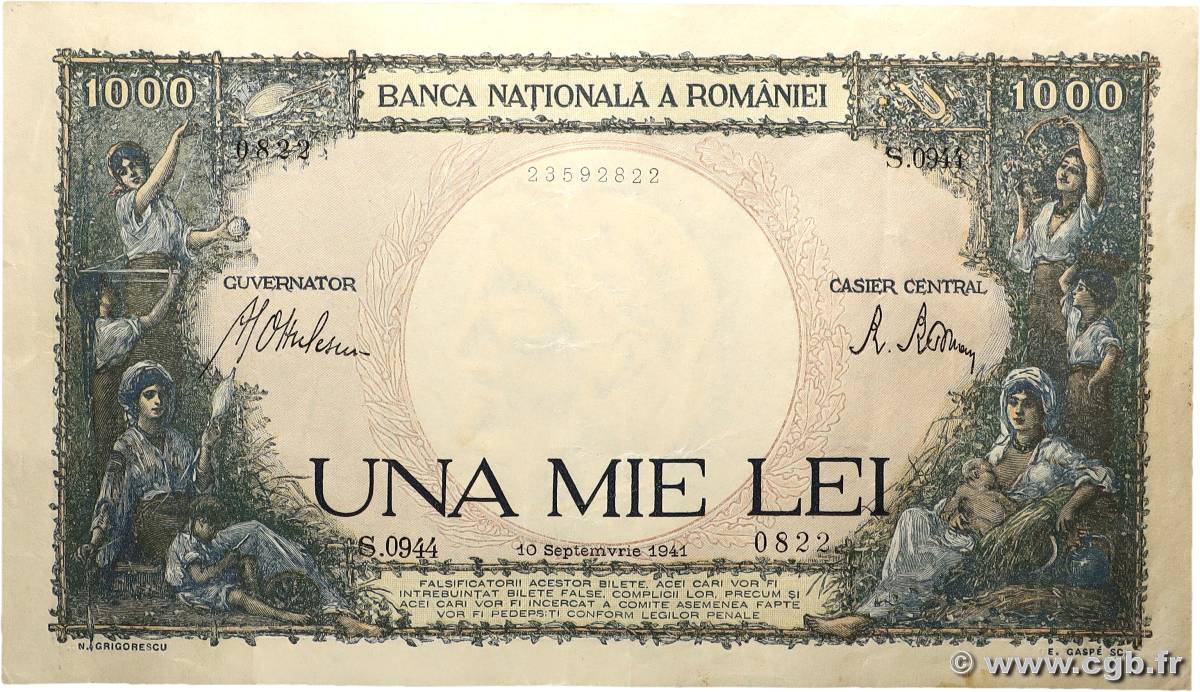 1000
BANCA NAȚIONALĂ A ROMÂNIEI
1000
0822
S.0944
23592822
GUVERNATOR
CASIER CENTRAL
UNA MIE LEI
S.0944
10 Septemvrie 1941
0822
FALSIFICATORII ACESTOR BILETE, ACEI CARI VOR FI
INTREBUINȚAT BILETE FALSE, COMPLICII LOR, PRECUM ȘI
ACEI CARI VOR FI INCERCAT A COMITE ASEMENEA FAPTE
VOR FI PEDEPSIȚI CONFORM LEGILOR PENALE
N. GRIGORESCU
E. GASPÉ SC.
© www.cgb.fr